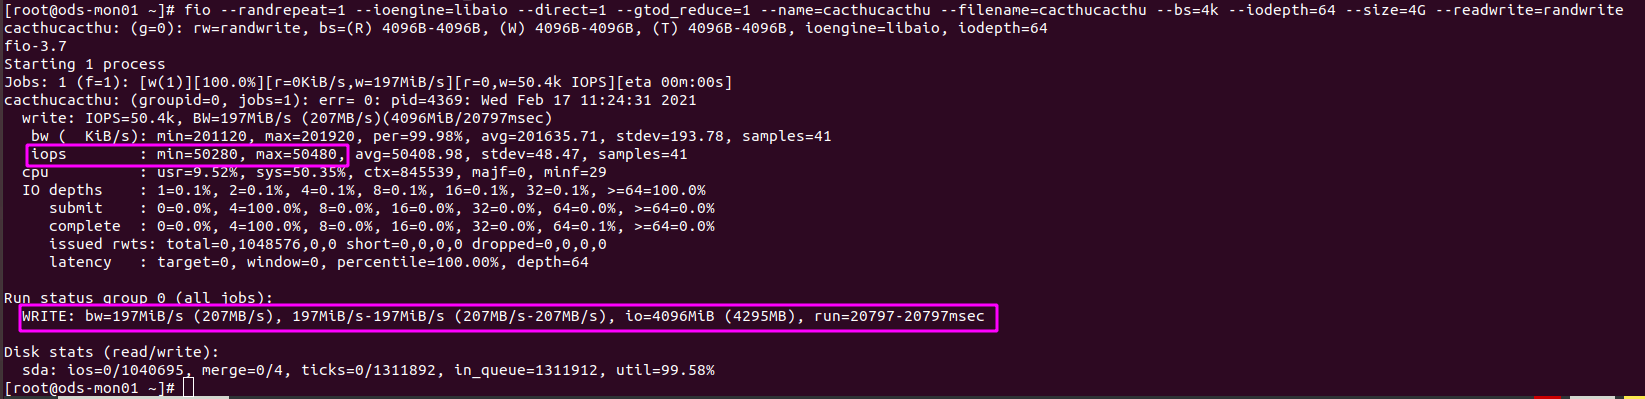 [root@ods-mon01 ~]# fio --randrepeat=1 --ioengine=libaio --direct=1 --gtod_reduce=1 --name=cacthucacthu --filename=cacthucacthu --bs=4k --iodepth=64 --size=4G --readwrite=randwrite
cacthucacthu: (g=0): rw=randwrite, bs=(R) 4096B-4096B, (W) 4096B-4096B, (T) 4096B-4096B, ioengine=libaio, iodepth=64
fio-3.7
Starting 1 process
Jobs: 1 (f=1): [w(1)][100.0%][r=0KiB/s,w=197MiB/s][r=0,w=50.4k IOPS][eta 00m:00s]
cacthucacthu: (groupid=0, jobs=1): err= 0: pid=4369: Wed Feb 17 11:24:31 2021
  write: IOPS=50.4k, BW=197MiB/s (207MB/s)(4096MiB/20797msec)
   bw (  KiB/s): min=201120, max=201920, per=99.98%, avg=201635.71, stdev=193.78, samples=41
   iops        : min=50280, max=50480, avg=50408.98, stdev=48.47, samples=41
  cpu          : usr=9.52%, sys=50.35%, ctx=845539, majf=0, minf=29
  IO depths    : 1=0.1%, 2=0.1%, 4=0.1%, 8=0.1%, 16=0.1%, 32=0.1%, >=64=100.0%
     submit    : 0=0.0%, 4=100.0%, 8=0.0%, 16=0.0%, 32=0.0%, 64=0.0%, >=64=0.0%
     complete  : 0=0.0%, 4=100.0%, 8=0.0%, 16=0.0%, 32=0.0%, 64=0.1%, >=64=0.0%
     issued rwts: total=0,1048576,0,0 short=0,0,0,0 dropped=0,0,0,0
     latency   : target=0, window=0, percentile=100.00%, depth=64
Run status group 0 (all jobs):
  WRITE: bw=197MiB/s (207MB/s), 197MiB/s-197MiB/s (207MB/s-207MB/s), io=4096MiB (4295MB), run=20797-20797msec
Disk stats (read/write):
  sda: ios=0/1040695, merge=0/4, ticks=0/1311892, in_queue=1311912, util=99.58%
[root@ods-mon01 ~]#